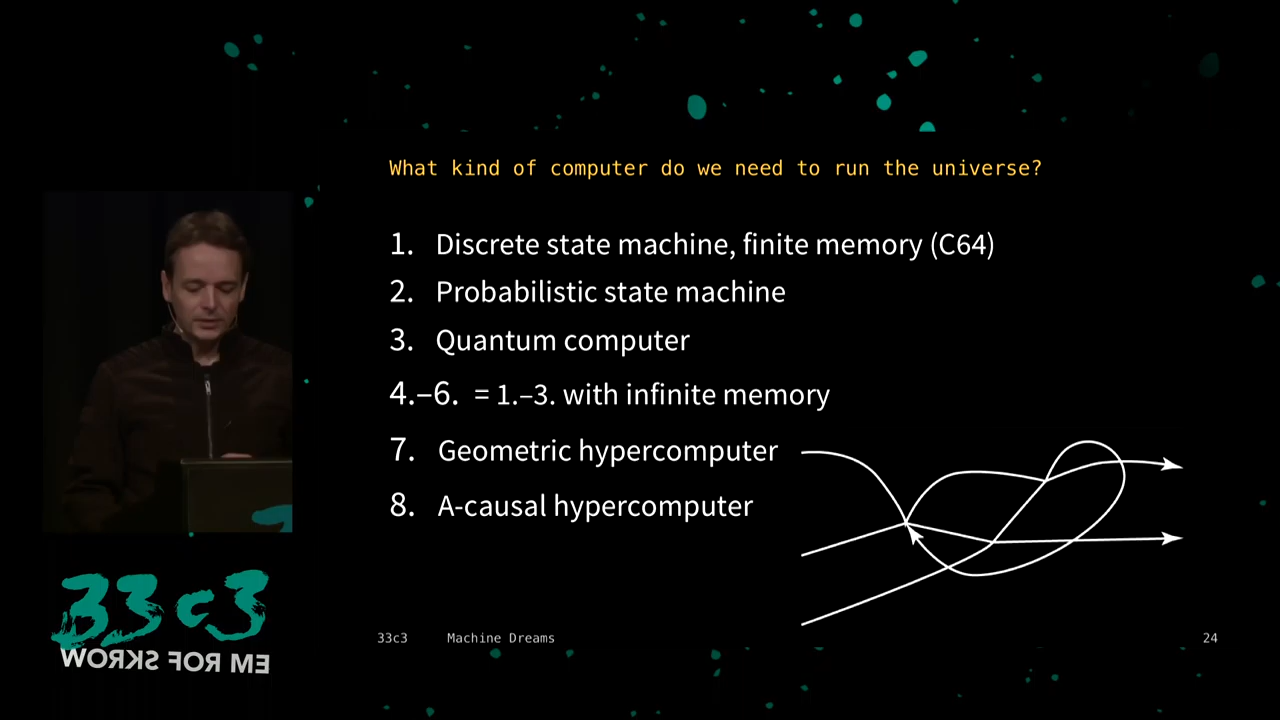 What kind of computer do we need to run the universe?
1. Discrete state machine, finite memory (C64)
2. Probabilistic state machine
3. Quantum computer
4.–6. = 1.–3. with infinite memory
7. Geometric hypercomputer
8. A-causal hypercomputer
33c3
WORKS FOR ME
33c3 Machine Dreams 24